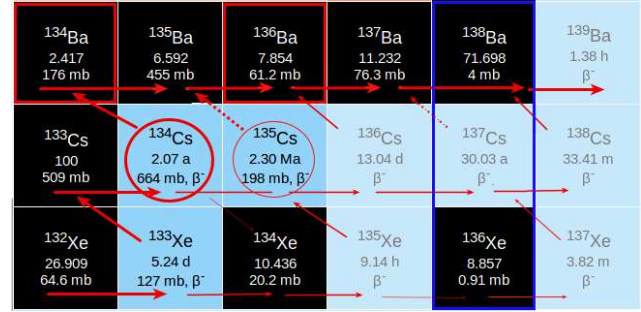 ¹³⁴Ba
2.417
176 mb
¹³⁵Ba
6.592
455 mb
¹³⁶Ba
7.854
61.2 mb
¹³⁷Ba
11.232
76.3 mb
¹³⁸Ba
71.698
4 mb
¹³⁹Ba
1.38 h
β⁻
¹³³Cs
100
509 mb
¹³⁴Cs
2.07 a
664 mb, β⁻
¹³⁵Cs
2.30 Ma
198 mb, β⁻
¹³⁶Cs
13.04 d
β⁻
¹³⁷Cs
30.03 a
β⁻
¹³⁸Cs
33.41 m
β⁻
¹³²Xe
26.909
64.6 mb
¹³³Xe
5.24 d
127 mb, β⁻
¹³⁴Xe
10.436
20.2 mb
¹³⁵Xe
9.14 h
β⁻
¹³⁶Xe
8.857
0.91 mb
¹³⁷Xe
3.82 m
β⁻